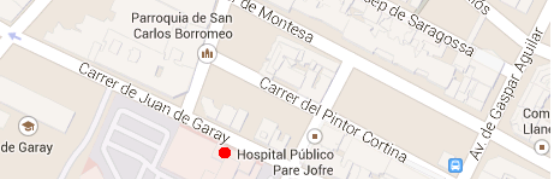 Parroquia de San
Carlos Borromeo
er de Montesa
ep de Saragossa
Av. de Gaspar Aguilar
Carrer de Juan de Garay
Carrer del Pintor Cortina
de Garay
Hospital Público
Pare Jofre
Com
Llane